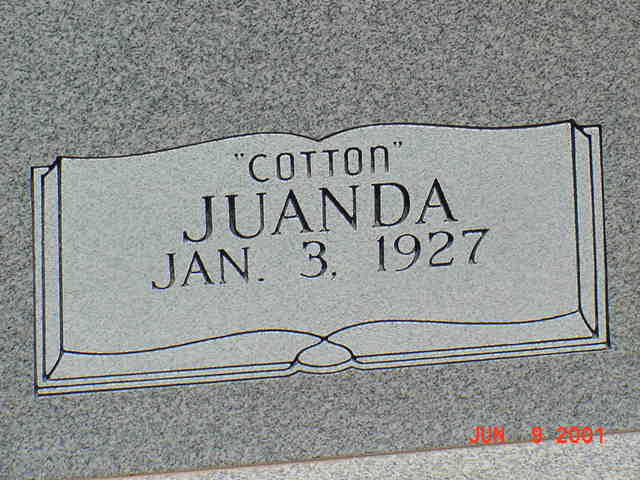 "COTTON"
JUANDA
JAN. 3, 1927
JUN 9 2001